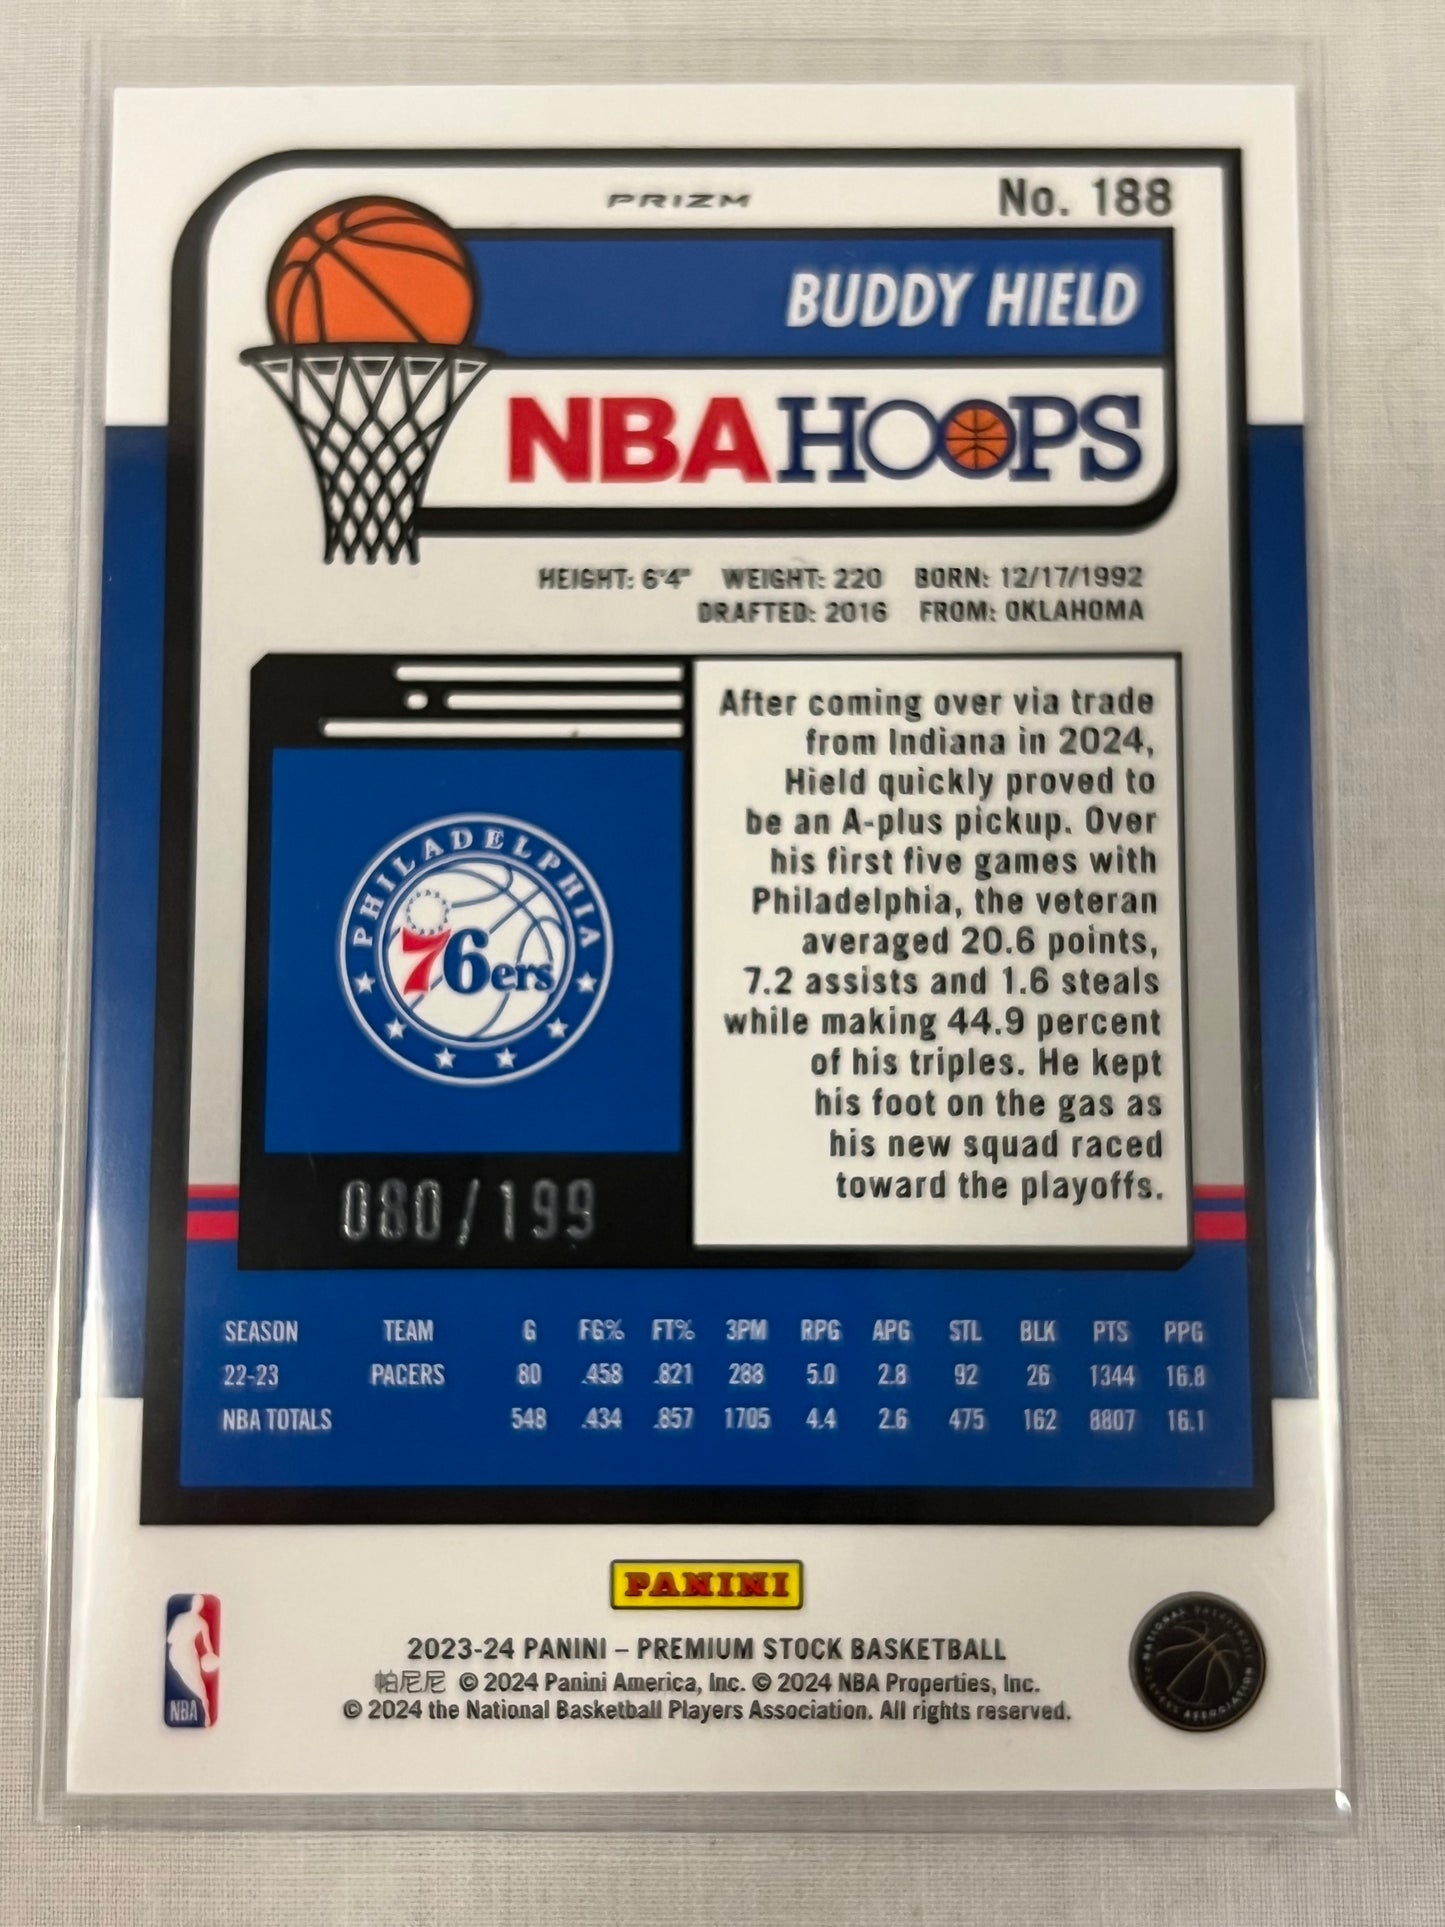 PRIZM
No. 188
BUDDY HIELD
NBA HOOPS
HEIGHT: 6'4" WEIGHT: 220 BORN: 12/17/1992
DRAFTED: 2016 FROM: OKLAHOMA
After coming over via trade
from Indiana in 2024,
Hield quickly proved to
be an A-plus pickup. Over
his first five games with
Philadelphia, the veteran
averaged 20.6 points,
7.2 assists and 1.6 steals
while making 44.9 percent
of his triples. He kept
his foot on the gas as
his new squad raced
toward the playoffs.
PHILADELPHIA
76ers
080/199
SEASON TEAM G FG% FT% 3PM RPG APG STL BLK PTS PPG
22-23 PACERS 80 .458 .821 288 5.0 2.8 92 26 1344 16.8
NBA TOTALS 548 .434 .857 1705 4.4 2.6 475 162 8807 16.1
PANINI
2023-24 PANINI – PREMIUM STOCK BASKETBALL
帕尼尼 © 2024 Panini America, Inc. © 2024 NBA Properties, Inc.
© 2024 the National Basketball Players Association. All rights reserved.
NBA
NATIONAL BASKETBALL
PLAYERS ASSOCIATION